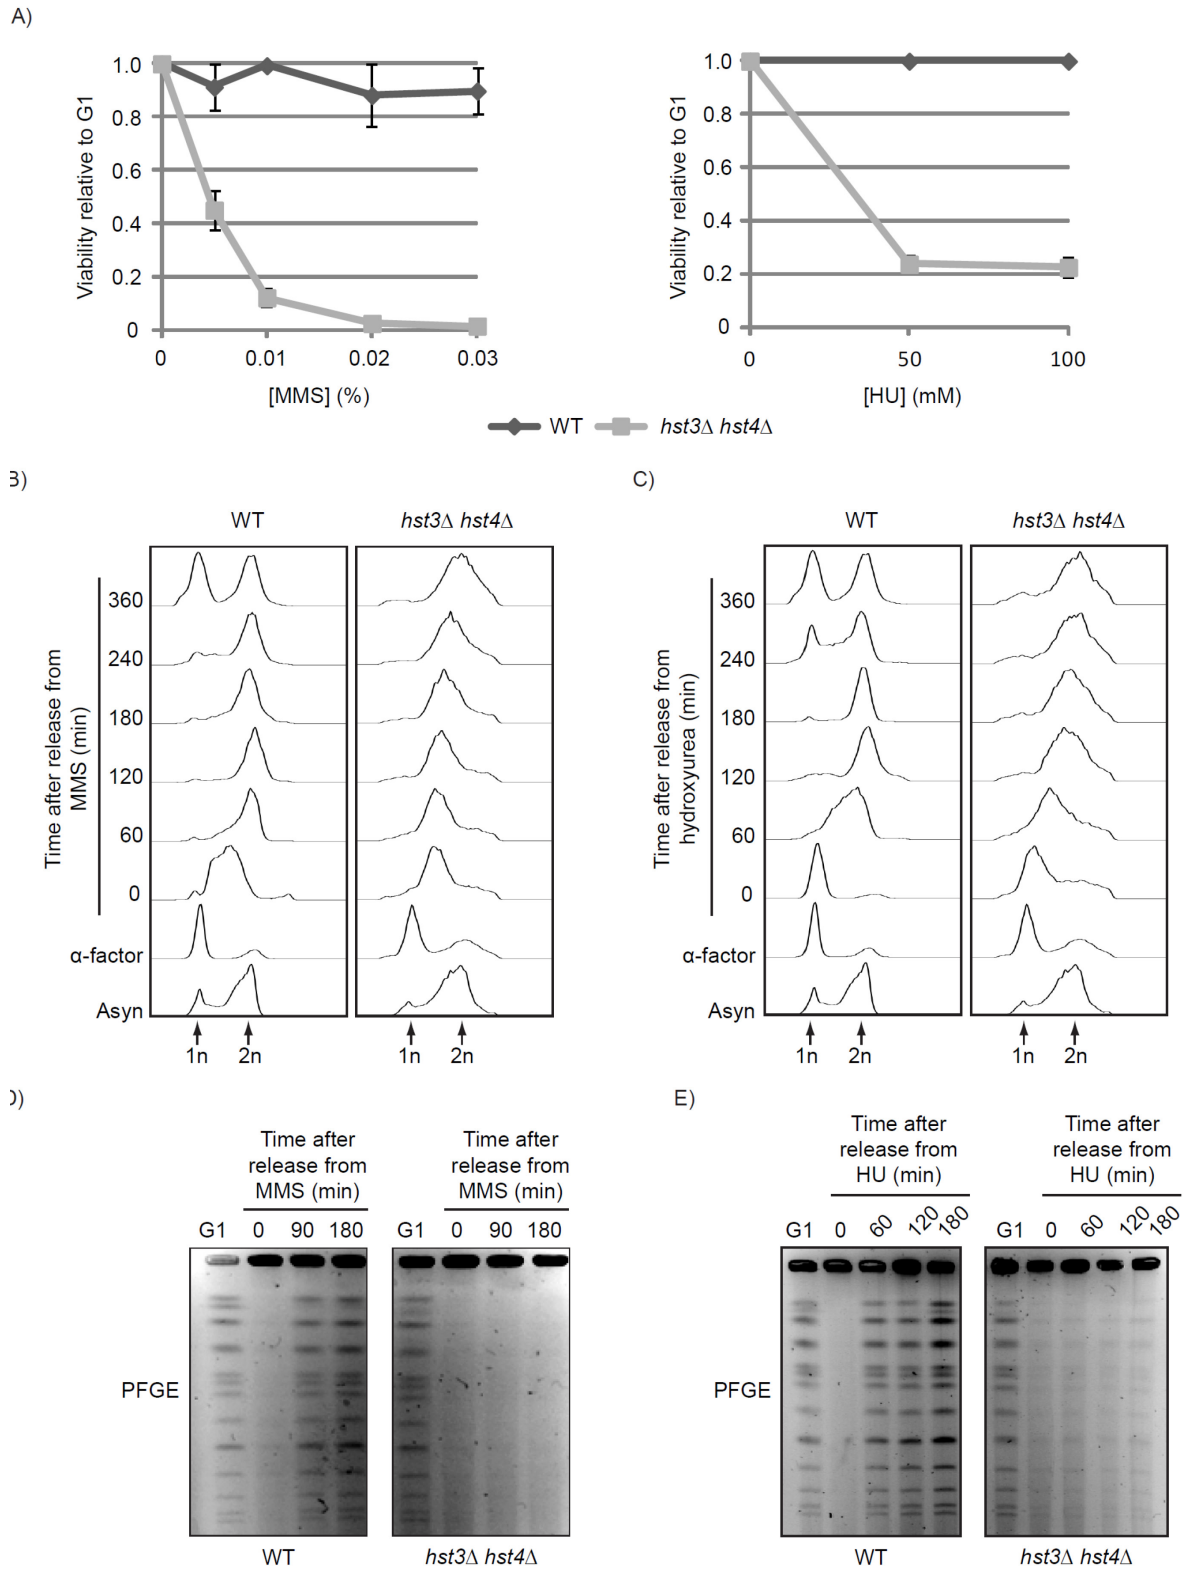 A)
Viability relative to G1
1.0
0.8
0.6
0.4
0.2
0
0 0.01 0.02 0.03
[MMS] (%)
Viability relative to G1
1.0
0.8
0.6
0.4
0.2
0
0 50 100
[HU] (mM)
WT hst3Δ hst4Δ
B)
WT hst3Δ hst4Δ
Time after release from
MMS (min)
360
240
180
120
60
0
α-factor
Asyn
1n 2n 1n 2n
C)
WT hst3Δ hst4Δ
Time after release from
hydroxyurea (min)
360
240
180
120
60
0
α-factor
Asyn
1n 2n 1n 2n
D)
Time after
release from
MMS (min)
G1 0 90 180
Time after
release from
MMS (min)
G1 0 90 180
PFGE
WT
hst3Δ hst4Δ
E)
Time after
release from
HU (min)
G1 0 60 120 180
Time after
release from
HU (min)
G1 0 60 120 180
PFGE
WT
hst3Δ hst4Δ